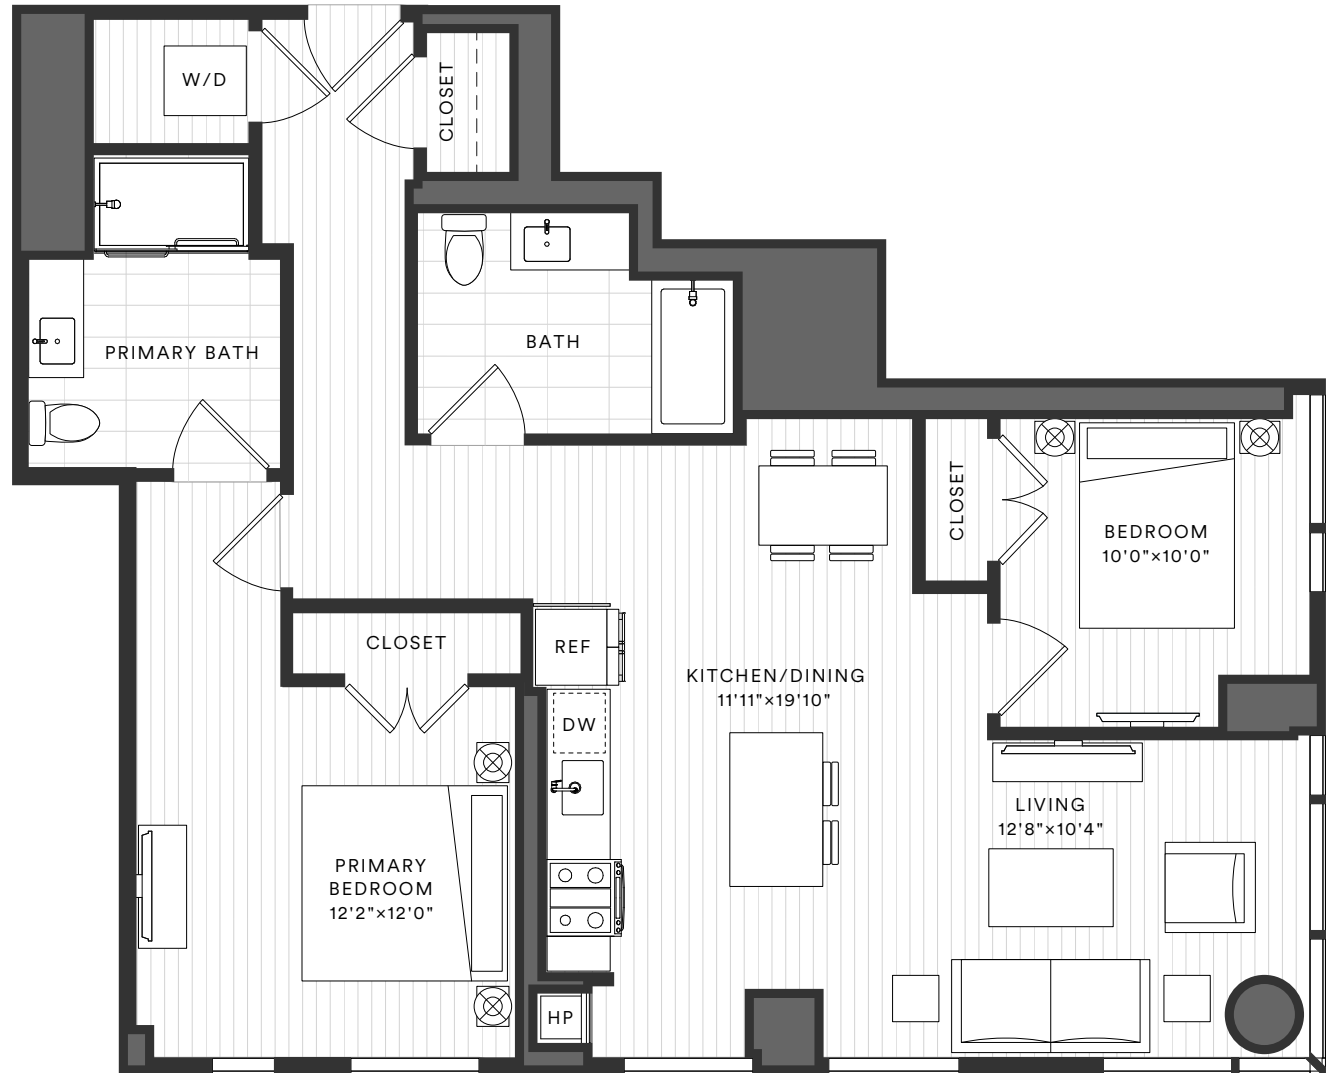 W/D
CLOSET
PRIMARY BATH
BATH
CLOSET
BEDROOM
10'0"×10'0"
CLOSET
REF
KITCHEN/DINING
11'11"×19'10"
DW
LIVING
12'8"×10'4"
PRIMARY
BEDROOM
12'2"×12'0"
HP